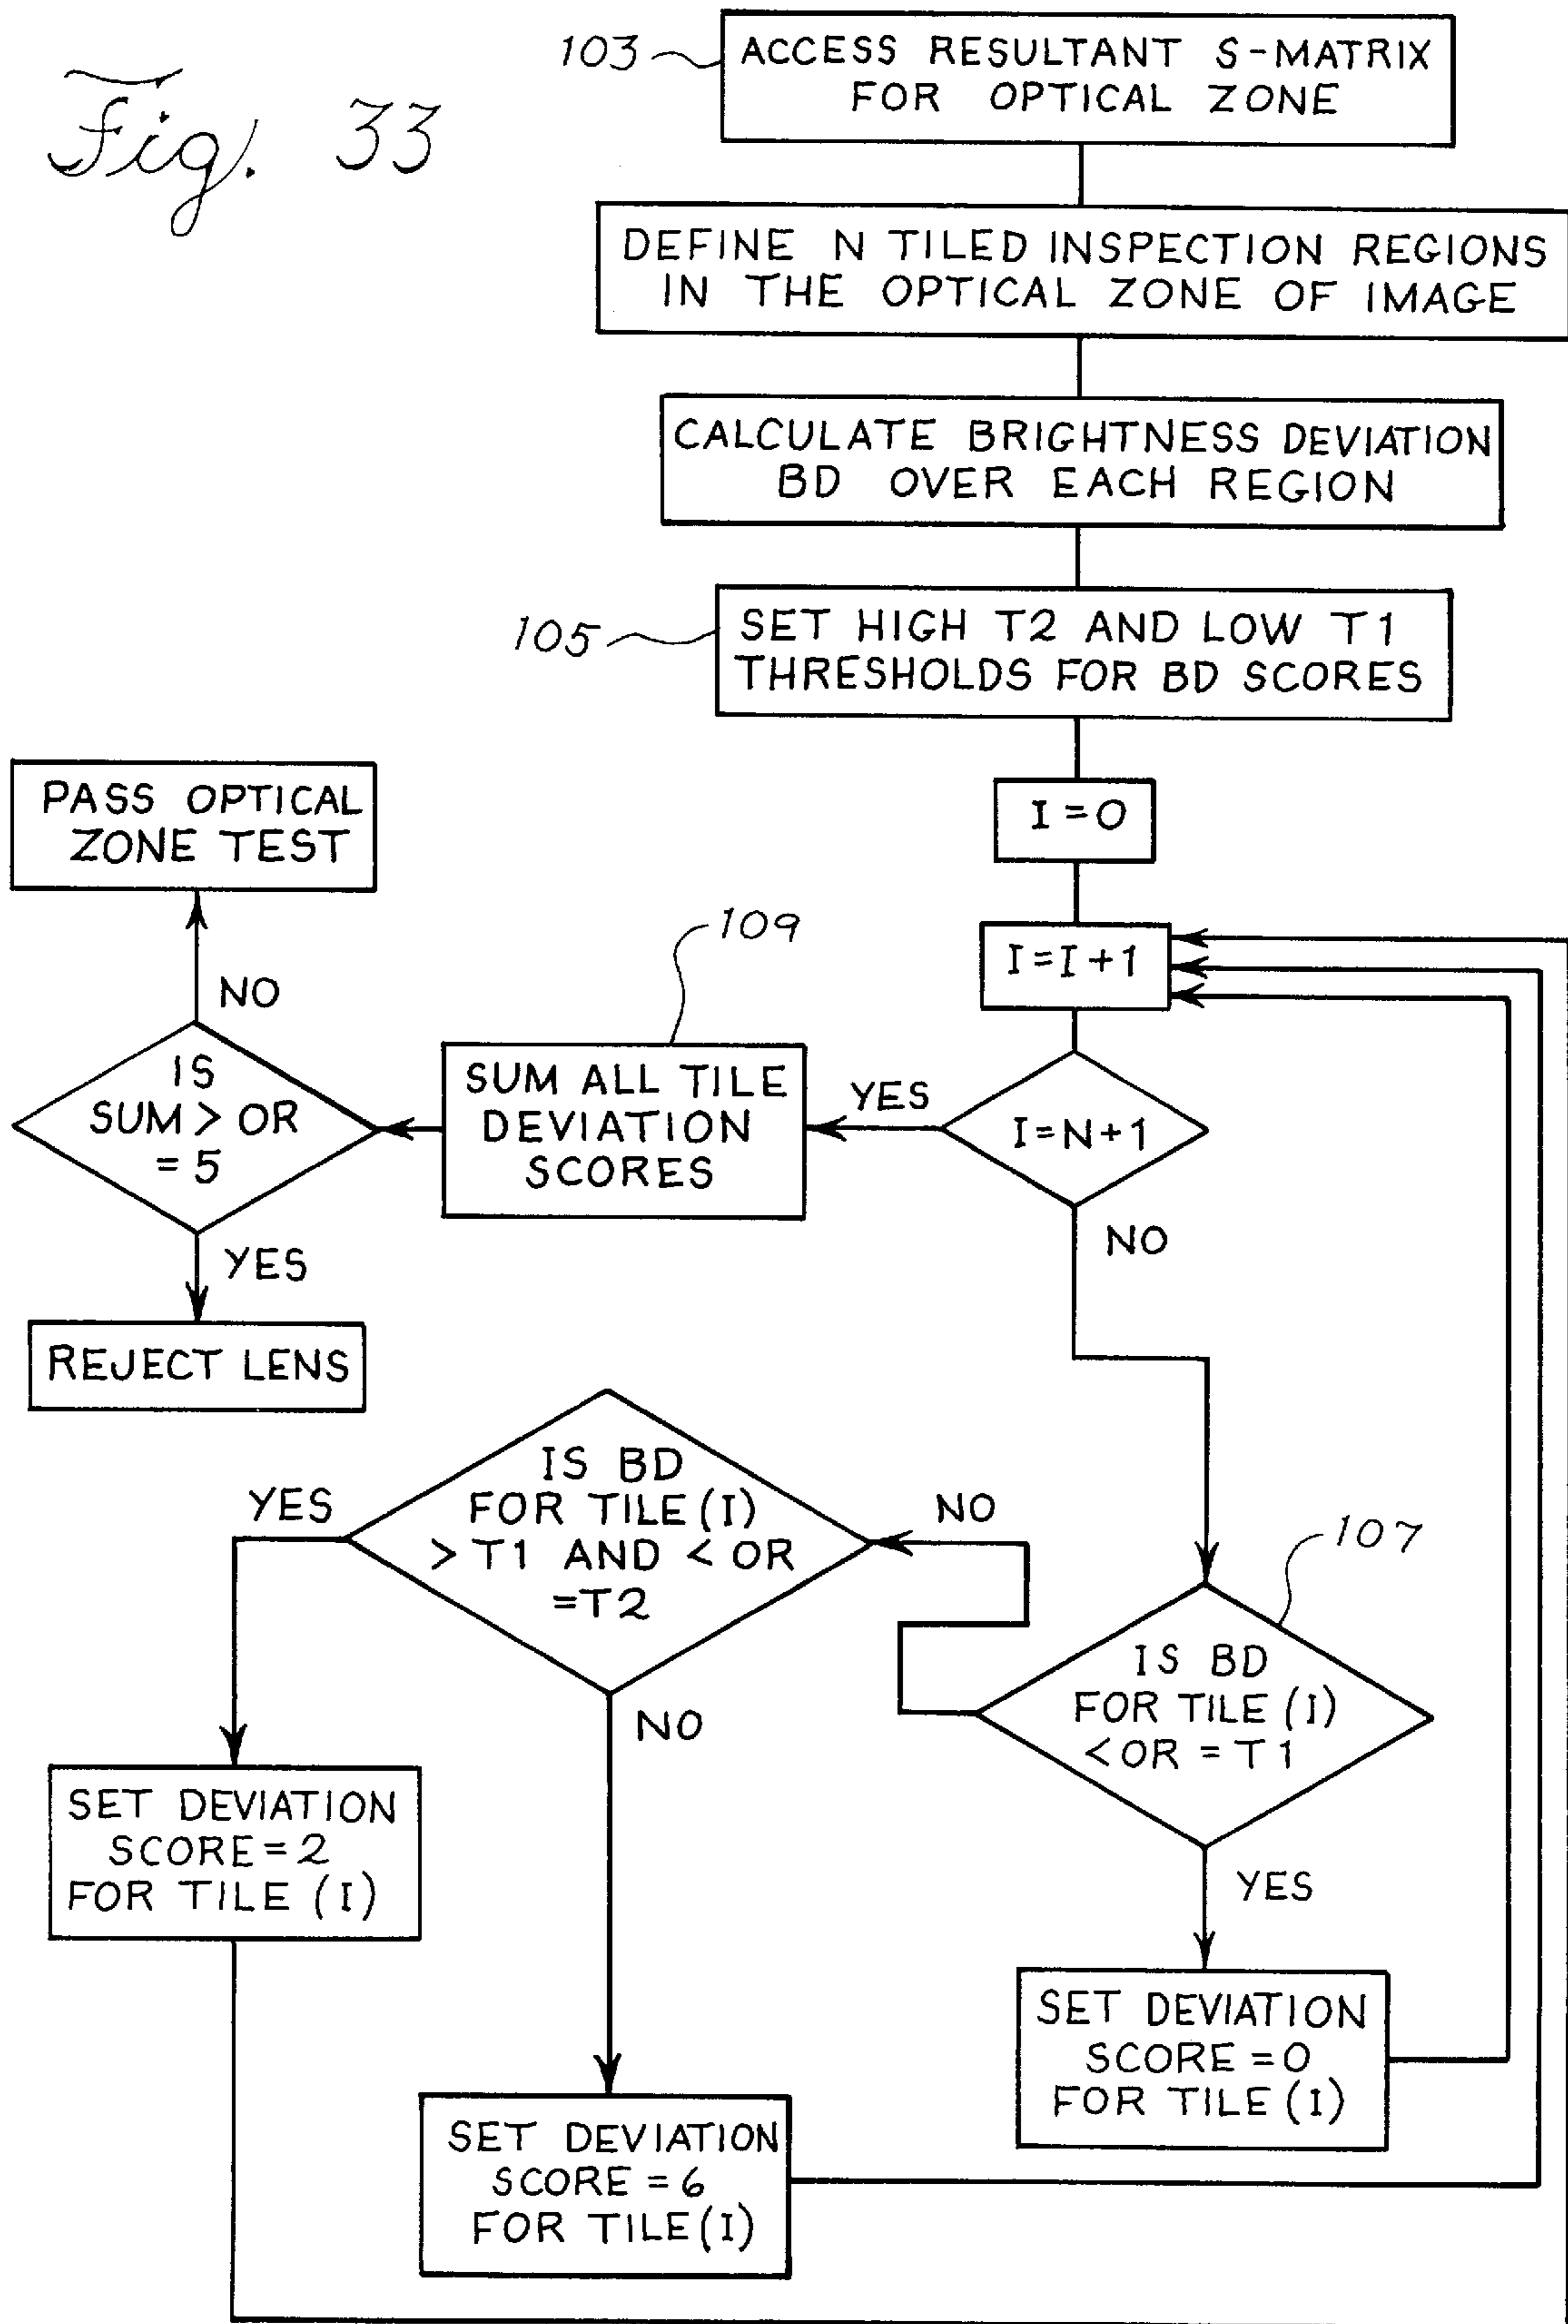 Fig. 33
103
ACCESS RESULTANT S-MATRIX
FOR OPTICAL ZONE
DEFINE N TILED INSPECTION REGIONS
IN THE OPTICAL ZONE OF IMAGE
CALCULATE BRIGHTNESS DEVIATION
BD OVER EACH REGION
105
SET HIGH T2 AND LOW T1
THRESHOLDS FOR BD SCORES
I = 0
I = I + 1
I = N + 1
YES
NO
109
SUM ALL TILE
DEVIATION
SCORES
IS
SUM > OR
= 5
NO
PASS OPTICAL
ZONE TEST
YES
REJECT LENS
107
IS BD
FOR TILE (I)
< OR = T1
NO
YES
IS BD
FOR TILE (I)
> T1 AND < OR
= T2
YES
NO
SET DEVIATION
SCORE = 2
FOR TILE (I)
SET DEVIATION
SCORE = 6
FOR TILE (I)
SET DEVIATION
SCORE = 0
FOR TILE (I)